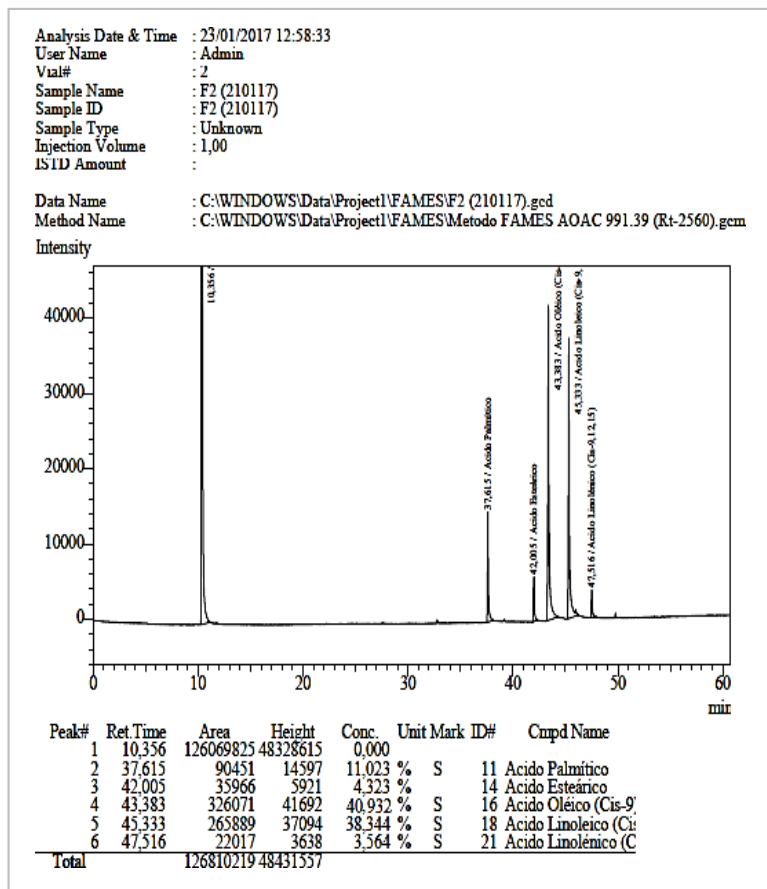 Analysis Date & Time : 23/01/2017 12:58:33
User Name : Admin
Vial# : 2
Sample Name : F2 (210117)
Sample ID : F2 (210117)
Sample Type : Unknown
Injection Volume : 1,00
ISTD Amount :
Data Name : C:\WINDOWS\Data\Project1\FAMES\F2 (210117).gcd
Method Name : C:\WINDOWS\Data\Project1\FAMES\Metodo FAMES AOAC 991.39 (Rt-2560).gcm
Intensity
10,356 /
37,615 / Acido Palmítico
42,005 / Acido Esteárico
43,383 / Acido Oléico (Cis-
45,333 / Acido Linoleico (Cis-9,
47,516 / Acido Linolénico (Cis-9,12,15)
40000
30000
20000
10000
0
0 10 20 30 40 50 60
min
Peak# Ret.Time Area Height Conc. Unit Mark ID# Cmpd Name
1 10,356 126069825 48328615 0,000
2 37,615 90451 14597 11,023 % S 11 Acido Palmítico
3 42,005 35966 5921 4,323 % 14 Acido Esteárico
4 43,383 326071 41692 40,932 % S 16 Acido Oléico (Cis-9)
5 45,333 265889 37094 38,344 % S 18 Acido Linoleico (Cis
6 47,516 22017 3638 3,564 % S 21 Acido Linolénico (C
Total 126810219 48431557